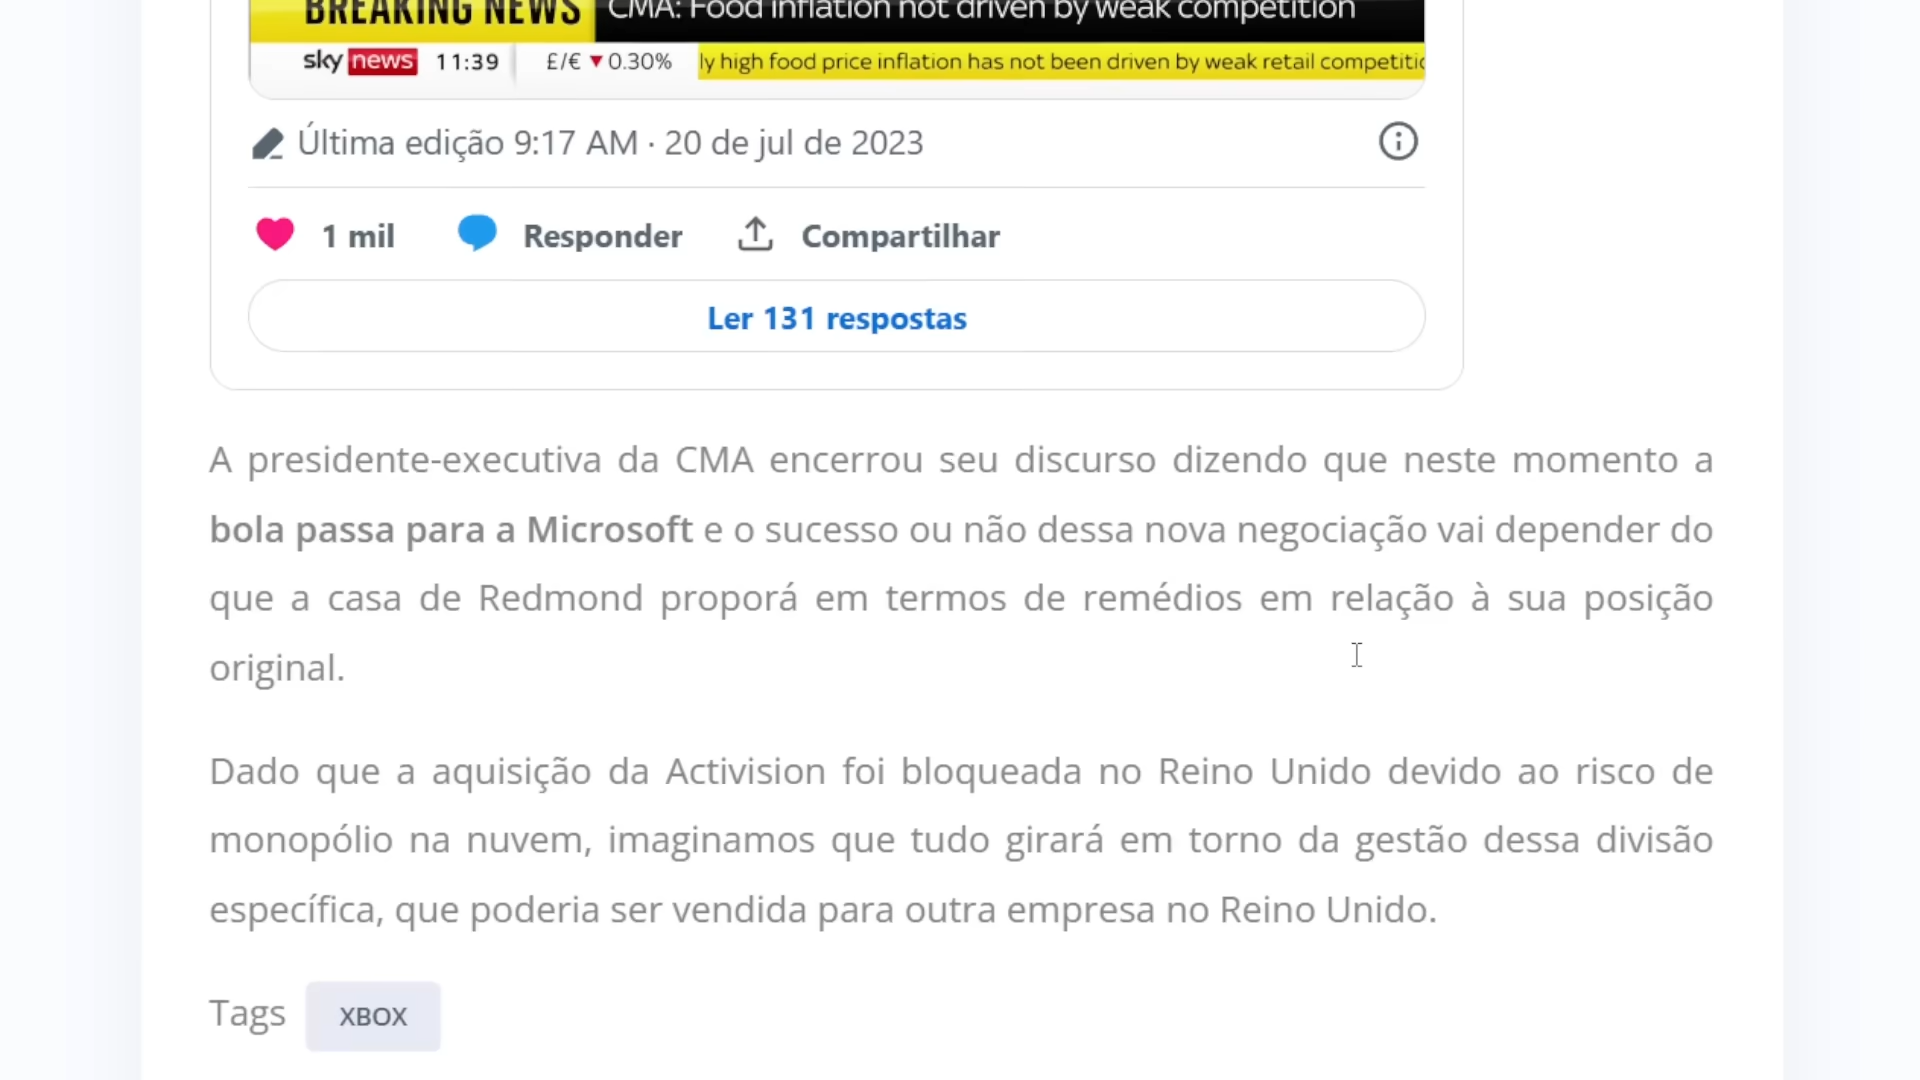 BREAKING NEWS CMA: Food inflation not driven by weak competition
sky news 11:39 £/€ ▼0.30% ly high food price inflation has not been driven by weak retail
Última edição 9:17 AM · 20 de jul de 2023
1 mil Responder Compartilhar
Ler 131 respostas
A presidente-executiva da CMA encerrou seu discurso dizendo que neste momento a
bola passa para a Microsoft e o sucesso ou não dessa nova negociação vai depender do
que a casa de Redmond proporá em termos de remédios em relação à sua posição
original.
Dado que a aquisição da Activision foi bloqueada no Reino Unido devido ao risco de
monopólio na nuvem, imaginamos que tudo girará em torno da gestão dessa divisão
específica, que poderia ser vendida para outra empresa no Reino Unido.
Tags XBOX